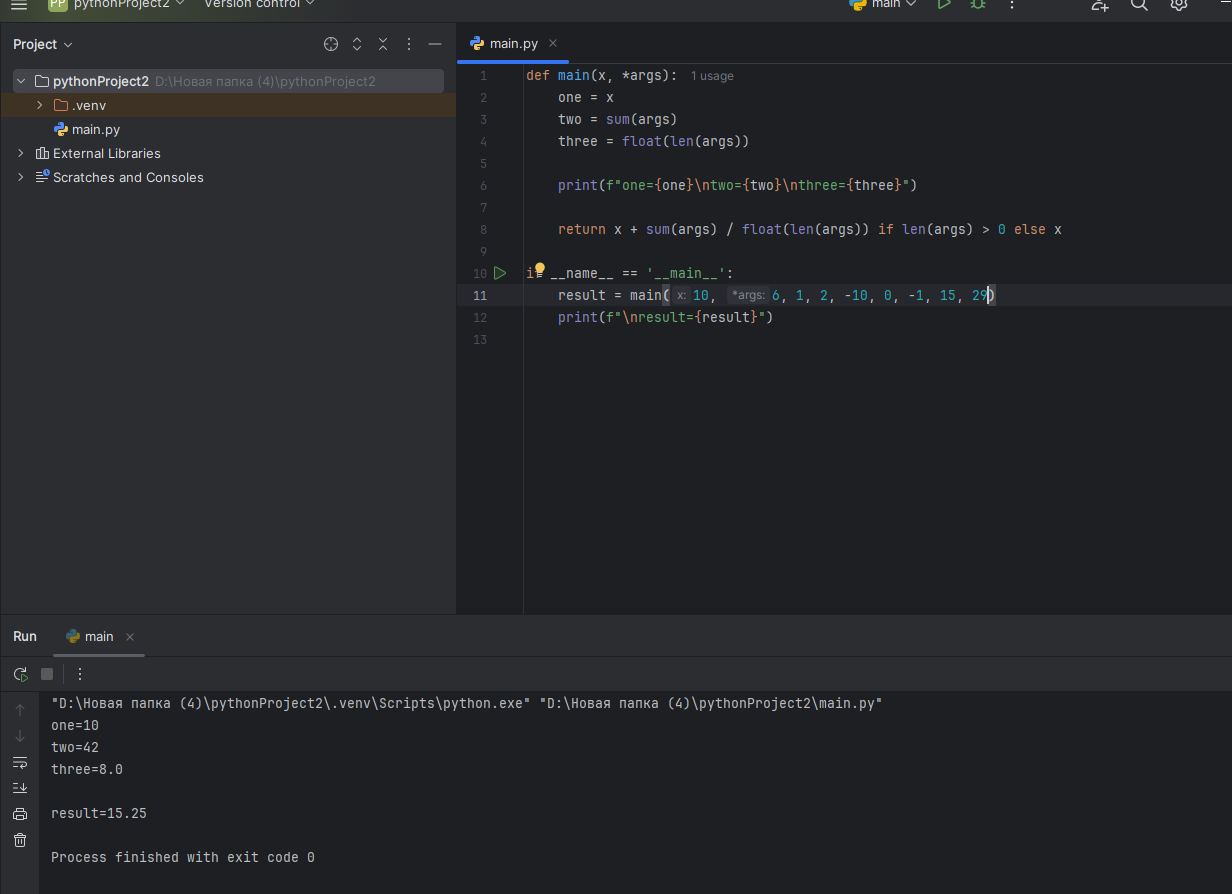 PP pythonProject2 Version control main
Project
main.py
pythonProject2 D:\Новая папка (4)\pythonProject2
.venv
main.py
External Libraries
Scratches and Consoles
1 def main(x, *args): 1 usage
2 one = x
3 two = sum(args)
4 three = float(len(args))
5
6 print(f"one={one}\ntwo={two}\nthree={three}")
7
8 return x + sum(args) / float(len(args)) if len(args) > 0 else x
9
10 if __name__ == '__main__':
11 result = main( x: 10, *args: 6, 1, 2, -10, 0, -1, 15, 29)
12 print(f"\nresult={result}")
13
Run main
"D:\Новая папка (4)\pythonProject2\.venv\Scripts\python.exe" "D:\Новая папка (4)\pythonProject2\main.py"
one=10
two=42
three=8.0
result=15.25
Process finished with exit code 0